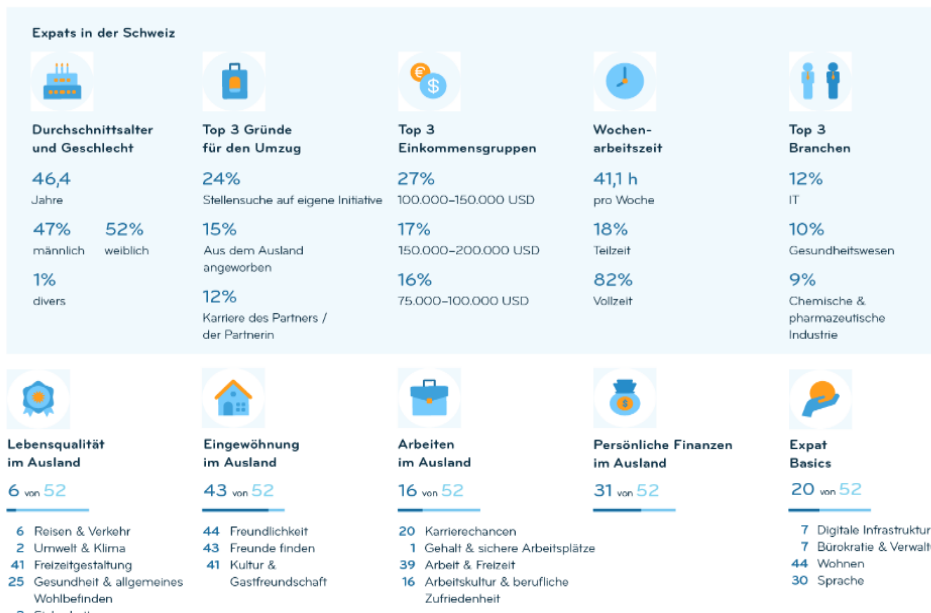 Expats in der Schweiz
Durchschnittsalter
und Geschlecht
46,4
Jahre
47% 52%
männlich weiblich
1%
divers
Top 3 Gründe
für den Umzug
24%
Stellensuche auf eigene Initiative
15%
Aus dem Ausland
angeworben
12%
Karriere des Partners /
der Partnerin
Top 3
Einkommensgruppen
27%
100.000–150.000 USD
17%
150.000–200.000 USD
16%
75.000–100.000 USD
Wochen-
arbeitszeit
41,1 h
pro Woche
18%
Teilzeit
82%
Vollzeit
Top 3
Branchen
12%
IT
10%
Gesundheitswesen
9%
Chemische &
pharmazeutische
Industrie
Lebensqualität
im Ausland
6 von 52
6 Reisen & Verkehr
2 Umwelt & Klima
41 Freizeitgestaltung
25 Gesundheit & allgemeines
Wohlbefinden
Eingewöhnung
im Ausland
43 von 52
44 Freundlichkeit
43 Freunde finden
41 Kultur &
Gastfreundschaft
Arbeiten
im Ausland
16 von 52
20 Karrierechancen
1 Gehalt & sichere Arbeitsplätze
39 Arbeit & Freizeit
16 Arbeitskultur & berufliche
Zufriedenheit
Persönliche Finanzen
im Ausland
31 von 52
Expat
Basics
20 von 52
7 Digitale Infrastruktur
7 Bürokratie & Verwalt
44 Wohnen
30 Sprache